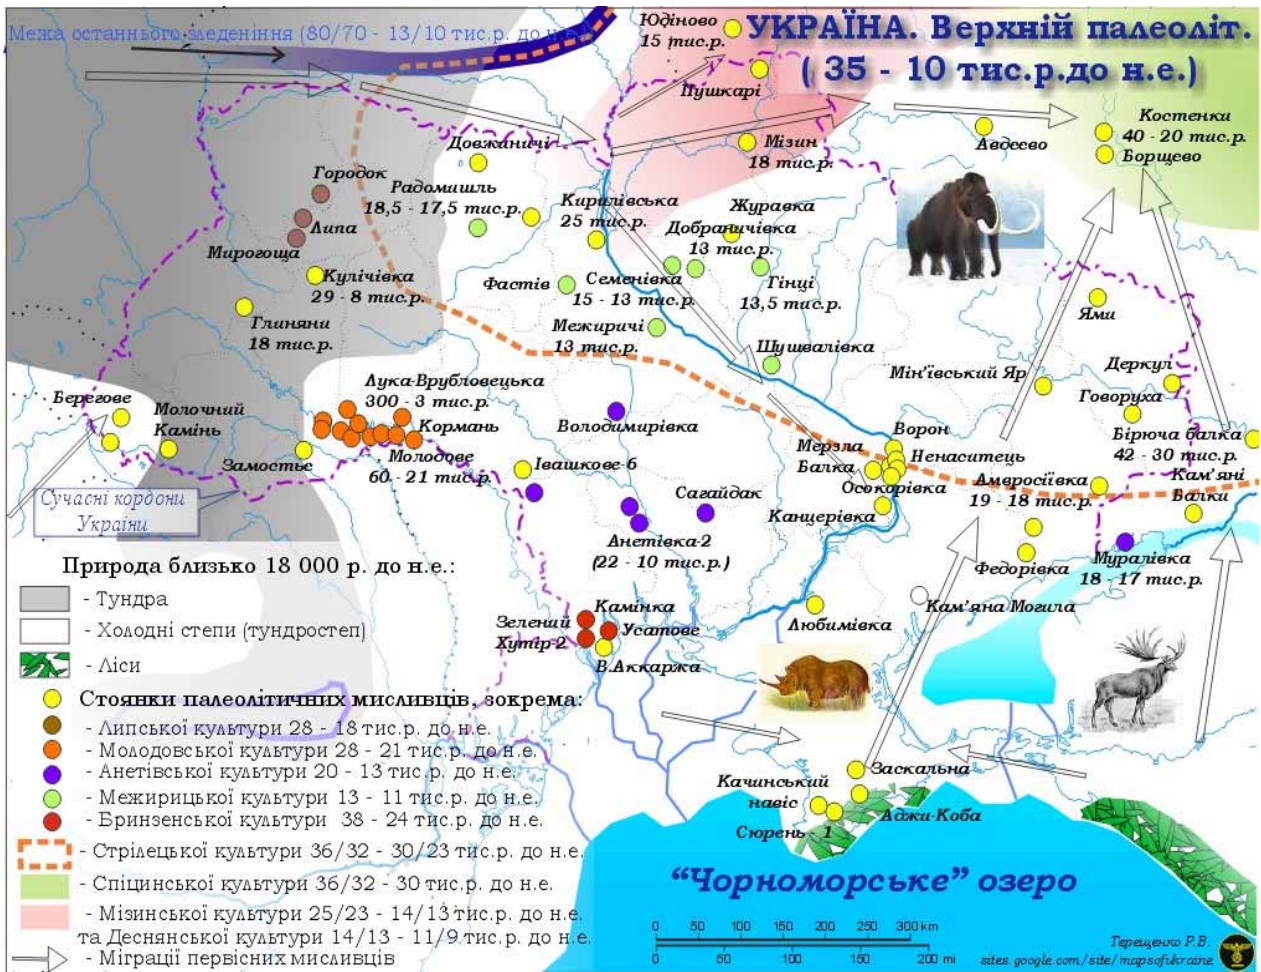 Межа останнього зледеніння (80/70 - 13/10 тис.р. до н.е.)
УКРАЇНА. Верхній палеоліт.
( 35 - 10 тис.р.до н.е.)
Юдіново
15 тис.р.
Пушкарі
Мізин
18 тис.р.
Авдєєво
Костенки
40 - 20 тис.р.
Борщево
Довжаничі
Городок
Липа
Мирогоща
Радомишль
18,5 - 17,5 тис.р.
Кирилівська
25 тис.р.
Журавка
Добраничівка
13 тис.р.
Кулічівка
29 - 8 тис.р.
Фастів
Семенівка
15 - 13 тис.р.
Гінці
13,5 тис.р.
Глиняни
18 тис.р.
Межиричі
13 тис.р.
Шушвалівка
Ями
Мін'ївський Яр
Деркул
Говоруха
Берегове
Молочний
Камінь
Лука-Врубловецька
300 - 3 тис.р.
Кормань
Володимирівка
Ворон
Мерзла
Балка
Ненаситець
Бірюча балка
42 - 30 тис.р.
Замостьє
Молодове
60 - 21 тис.р.
Івашкове-6
Осокорівка
Амвросіївка
19 - 18 тис.р.
Кам'яні
Балки
Сучасні кордони
України
Сагайдак
Канцерівка
Анетівка-2
(22 - 10 тис.р.)
Федорівка
Муралівка
18 - 17 тис.р.
Кам'яна Могила
Камінка
Зелений
Хутір-2
Усатове
В.Аккаржа
Любимівка
Природа близько 18 000 р. до н.е.:
- Тундра
- Холодні степи (тундростеп)
- Ліси
Стоянки палеолітичних мисливців, зокрема:
- Липської культури 28 - 18 тис.р. до н.е.
- Молодовської культури 28 - 21 тис.р. до н.е.
- Анетівської культури 20 - 13 тис.р. до н.е.
- Межирицької культури 13 - 11 тис.р. до н.е.
- Бринзенської культури 38 - 24 тис.р. до н.е.
- Стрілецької культури 36/32 - 30/23 тис.р. до н.е.
- Спіцинської культури 36/32 - 30 тис.р. до н.е.
- Мізинської культури 25/23 - 14/13 тис.р. до н.е.
та Деснянської культури 14/13 - 11/9 тис.р. до н.е.
- Міграції первісних мисливців
Заскальна
Качинський
навіс
Аджи-Коба
Сюрень - 1
“Чорноморське” озеро
0 50 100 150 200 300 km
0 50 100 150 200 mi
Терещенко Р.В.
sites.google.com/site/mapsofukraine